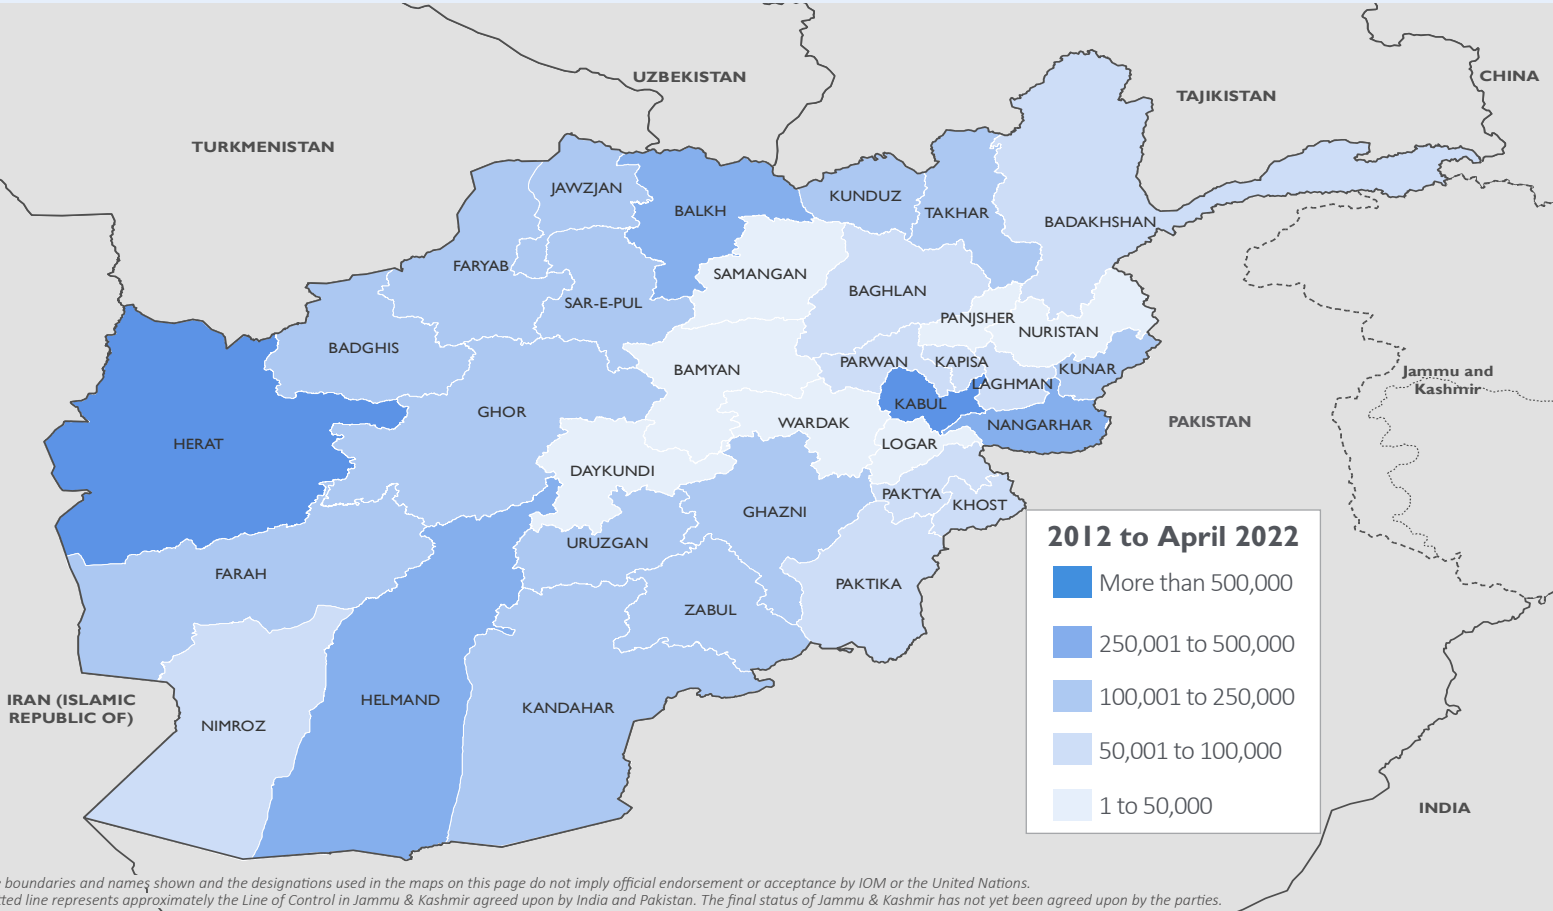 UZBEKISTAN
CHINA
TAJIKISTAN
TURKMENISTAN
JAWZJAN
KUNDUZ
BALKH
TAKHAR
BADAKHSHAN
FARYAB
SAMANGAN
BAGHLAN
SAR-E-PUL
PANJSHER
NURISTAN
BADGHIS
PARWAN
KAPISA
KUNAR
BAMYAN
LAGHMAN
Jammu and
Kashmir
KABUL
GHOR
WARDAK
NANGARHAR
PAKISTAN
HERAT
LOGAR
DAYKUNDI
PAKTYA
KHOST
GHAZNI
URUZGAN
FARAH
PAKTIKA
ZABUL
IRAN (ISLAMIC
REPUBLIC OF)
HELMAND
KANDAHAR
NIMROZ
INDIA
2012 to April 2022
More than 500,000
250,001 to 500,000
100,001 to 250,000
50,001 to 100,000
1 to 50,000
boundaries and names shown and the designations used in the maps on this page do not imply official endorsement or acceptance by IOM or the United Nations.
line represents approximately the Line of Control in Jammu & Kashmir agreed upon by India and Pakistan. The final status of Jammu & Kashmir has not yet been agreed upon by the parties.